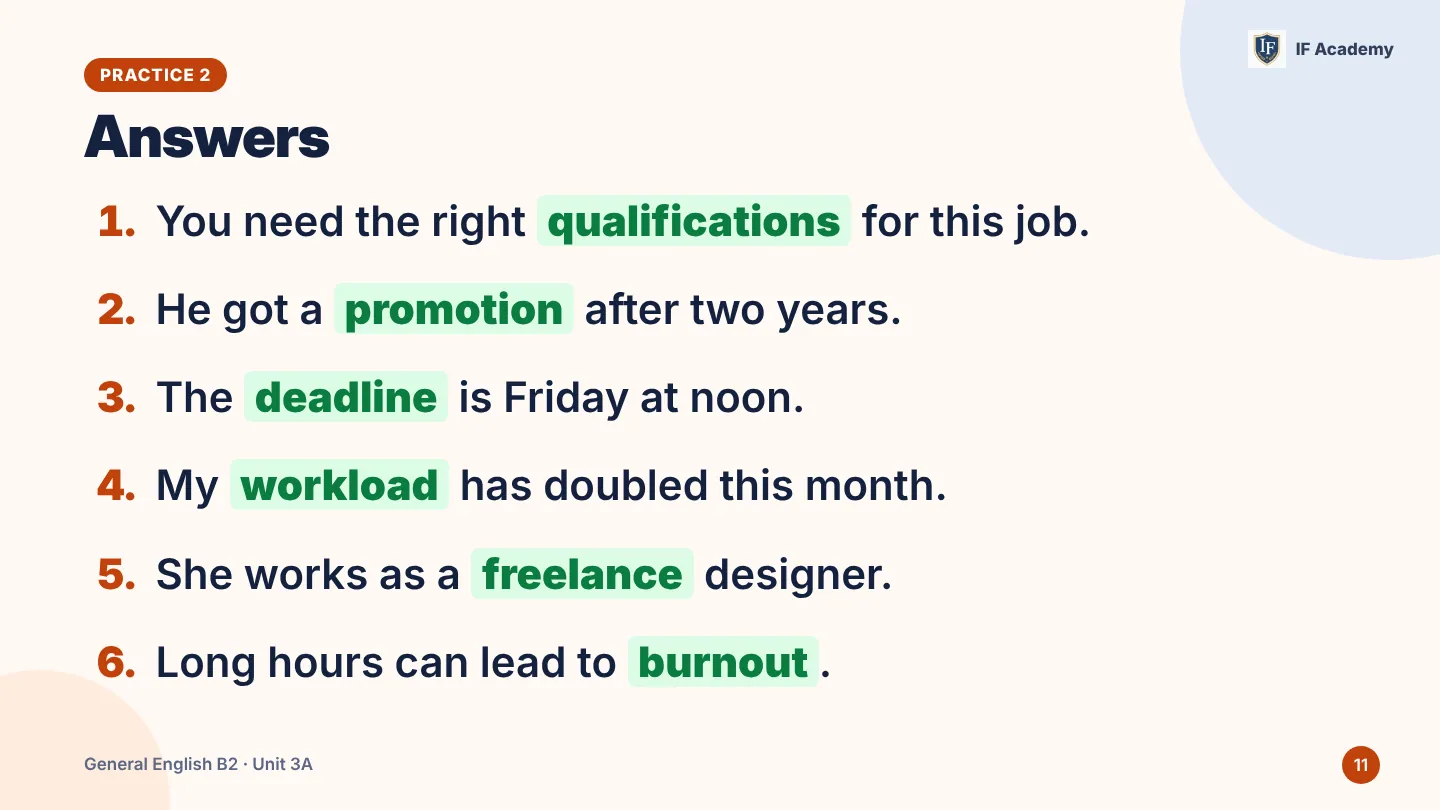 IF
IF Academy
PRACTICE 2
Answers
1. You need the right qualifications for this job.
2. He got a promotion after two years.
3. The deadline is Friday at noon.
4. My workload has doubled this month.
5. She works as a freelance designer.
6. Long hours can lead to burnout.
General English B2 · Unit 3A
11